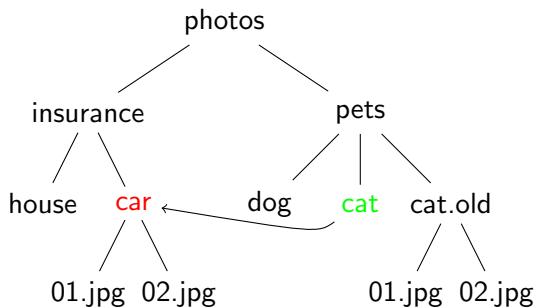 photos
insurance pets
house car dog cat cat.old
01.jpg 02.jpg 01.jpg 02.jpg